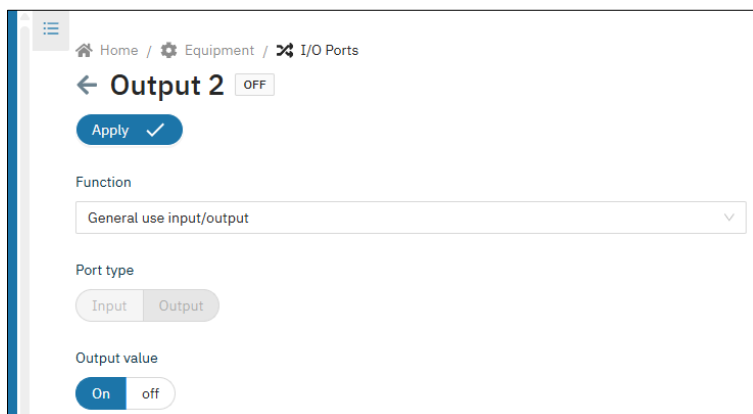 Home / Equipment / I/O Ports
Output 2 OFF
Apply
Function
General use input/output
Port type
Input Output
Output value
On off